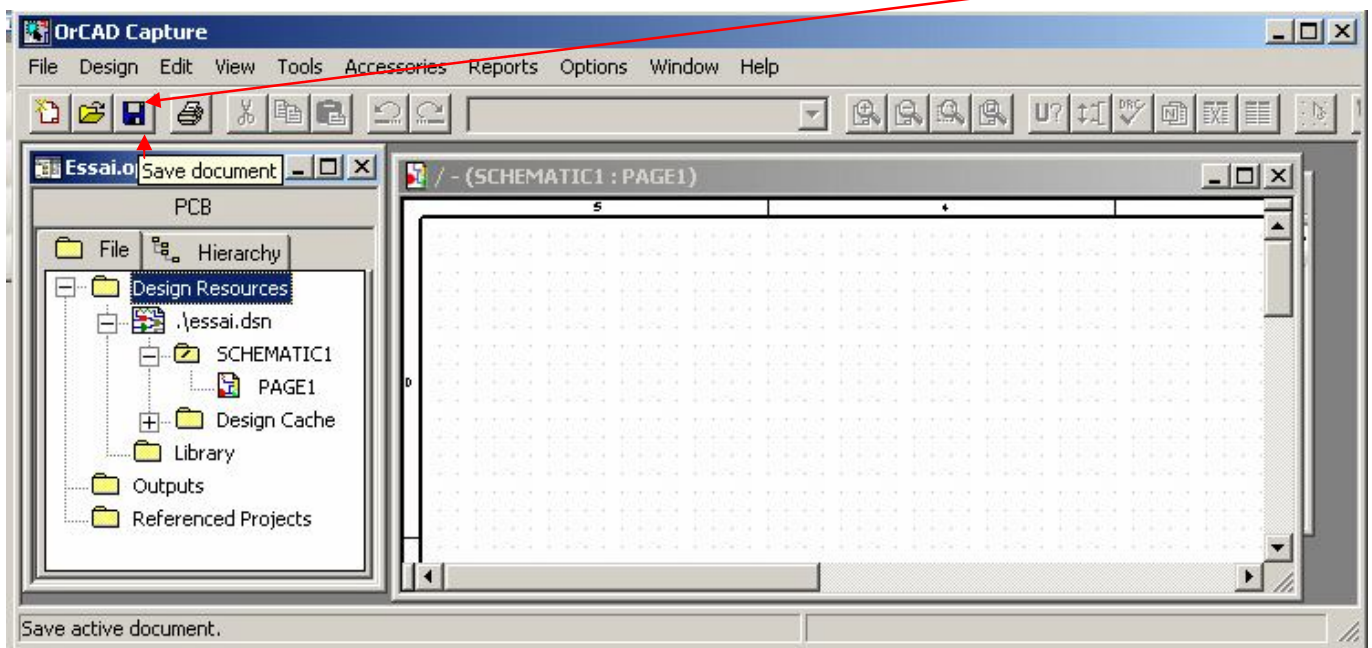 OrCAD Capture
File Design Edit View Tools Accessories Reports Options Window Help
U? DRC
Essai.o
Save document
/ - (SCHEMATIC1 : PAGE1)
PCB
5 4
File Hierarchy
Design Resources
.\essai.dsn
SCHEMATIC1
PAGE1
D
Design Cache
Library
Outputs
Referenced Projects
Save active document.